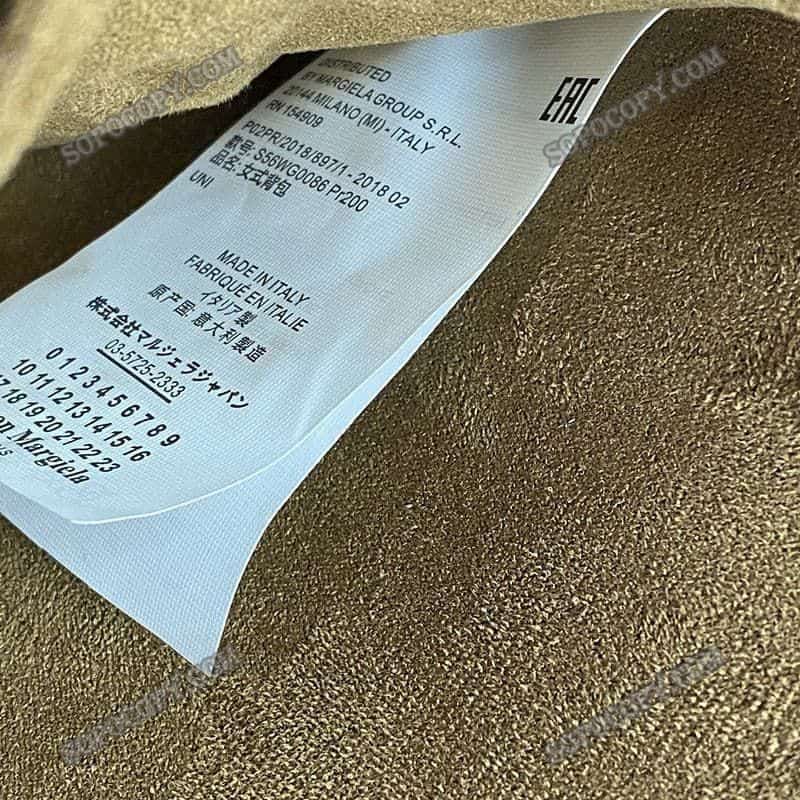 DISTRIBUTED
BY MARGIELA GROUP S.R.L.
20144 MILANO (MI) - ITALY
RN 154909
EAC
P02PR/2018/897/1 - 2018 02
款号: S56WG0086 Pr200
品名: 女式背包
UNI
MADE IN ITALY
FABRIQUÉ EN ITALIE
イタリア製
原产国: 意大利製造
株式会社マルジェラジャパン
03-5725-2333
0 1 2 3 4 5 6 7 8 9
10 11 12 13 14 15 16
17 18 19 20 21 22 23
Margiela
SOFOCOPY.COM
SOFOCOPY.COM
SOFOCOPY.COM
SOFOCOPY.COM